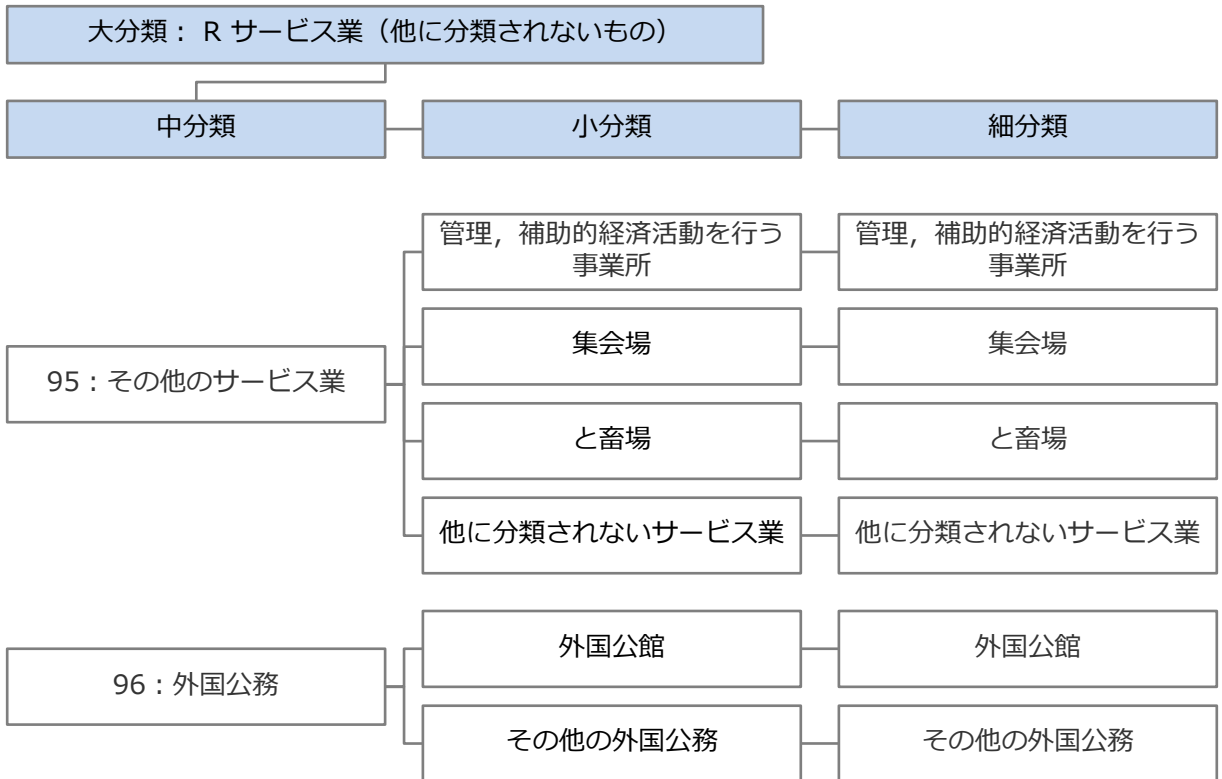 大分類： R サービス業（他に分類されないもの）
中分類
小分類
細分類
95：その他のサービス業
管理，補助的経済活動を行う
事業所
管理，補助的経済活動を行う
事業所
集会場
集会場
と畜場
と畜場
他に分類されないサービス業
他に分類されないサービス業
96：外国公務
外国公館
外国公館
その他の外国公務
その他の外国公務